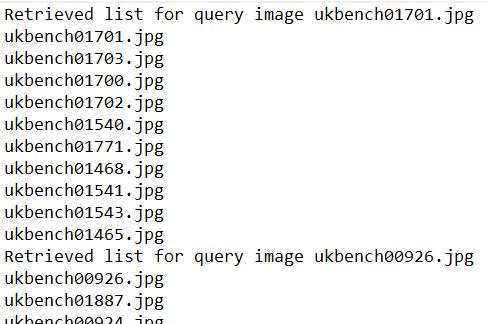 Retrieved list for query image ukbench01701.jpg
ukbench01701.jpg
ukbench01703.jpg
ukbench01700.jpg
ukbench01702.jpg
ukbench01540.jpg
ukbench01771.jpg
ukbench01468.jpg
ukbench01541.jpg
ukbench01543.jpg
ukbench01465.jpg
Retrieved list for query image ukbench00926.jpg
ukbench00926.jpg
ukbench01887.jpg
ukbench00924.jpg